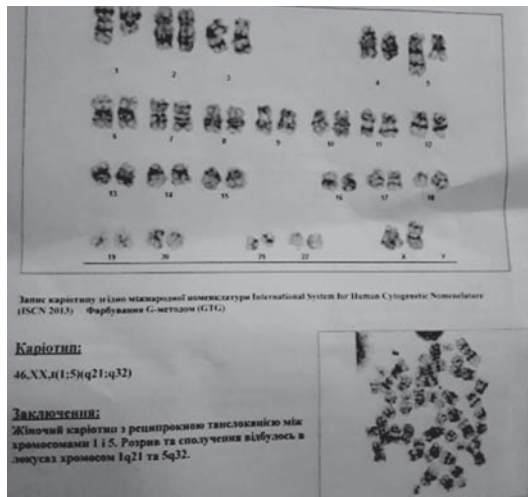 1 2 3 4 5
6 7 8 9 10 11 12
13 14 15 16 17 18
19 20 21 22 X Y
Запис каріотипу згідно міжнародної номенклатури International System for Human Cytogenetic Nomenclature
(ISCN 2013) Фарбування G-методом (GTG)
Каріотип:
46,XX,t(1;5)(q21;q32)
Заключення:
Жіночий каріотип з реципрокною танслокацією між
хромосомами 1 і 5. Розрив та сполучення відбулось в
локусах хромосом 1q21 та 5q32.